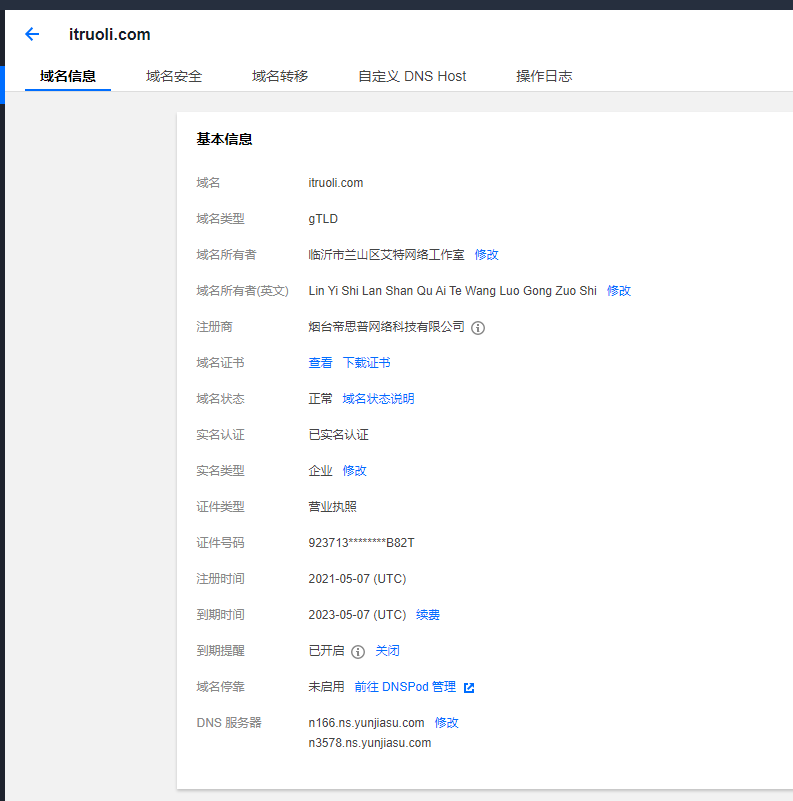 itruoli.com
域名信息 域名安全 域名转移 自定义 DNS Host 操作日志
基本信息
域名 itruoli.com
域名类型 gTLD
域名所有者 临沂市兰山区艾特网络工作室 修改
域名所有者(英文) Lin Yi Shi Lan Shan Qu Ai Te Wang Luo Gong Zuo Shi 修改
注册商 烟台帝思普网络科技有限公司
域名证书 查看 下载证书
域名状态 正常 域名状态说明
实名认证 已实名认证
实名类型 企业 修改
证件类型 营业执照
证件号码 923713********B82T
注册时间 2021-05-07 (UTC)
到期时间 2023-05-07 (UTC) 续费
到期提醒 已开启 关闭
域名停靠 未启用 前往 DNSPod 管理
DNS 服务器 n166.ns.yunjiasu.com 修改
n3578.ns.yunjiasu.com